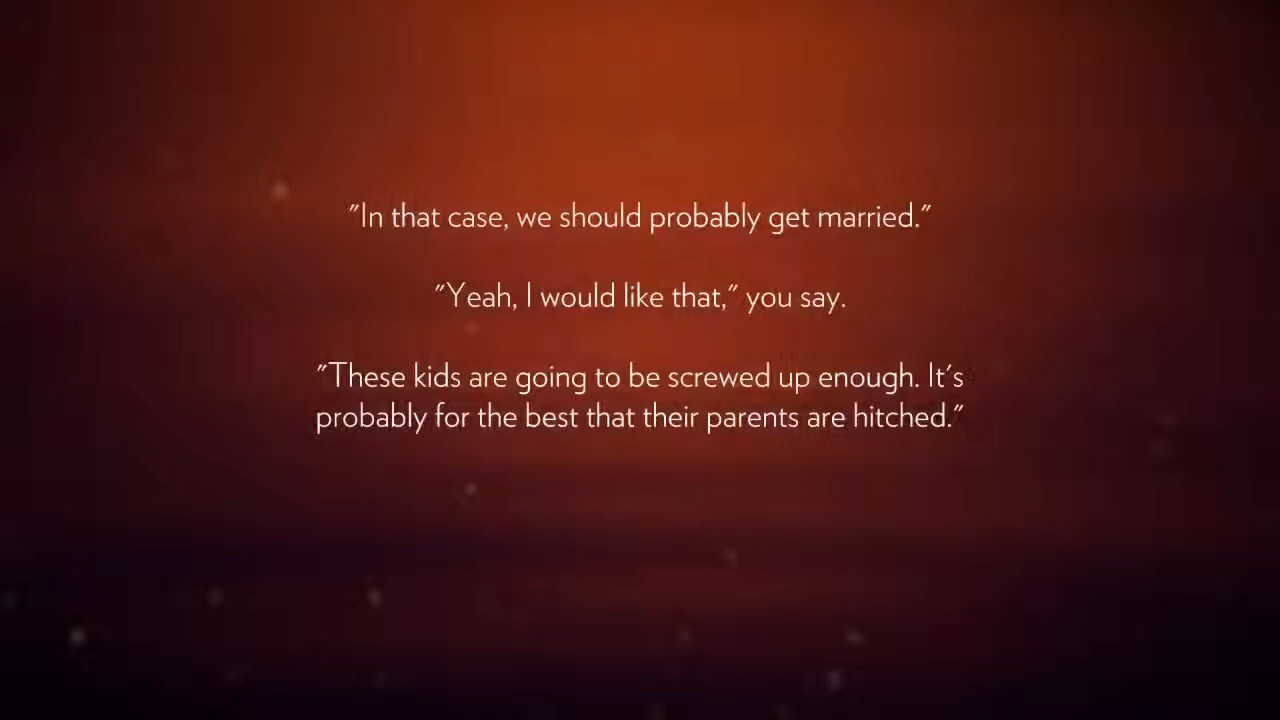 "In that case, we should probably get married."
"Yeah, I would like that," you say.
"These kids are going to be screwed up enough. It's
probably for the best that their parents are hitched."